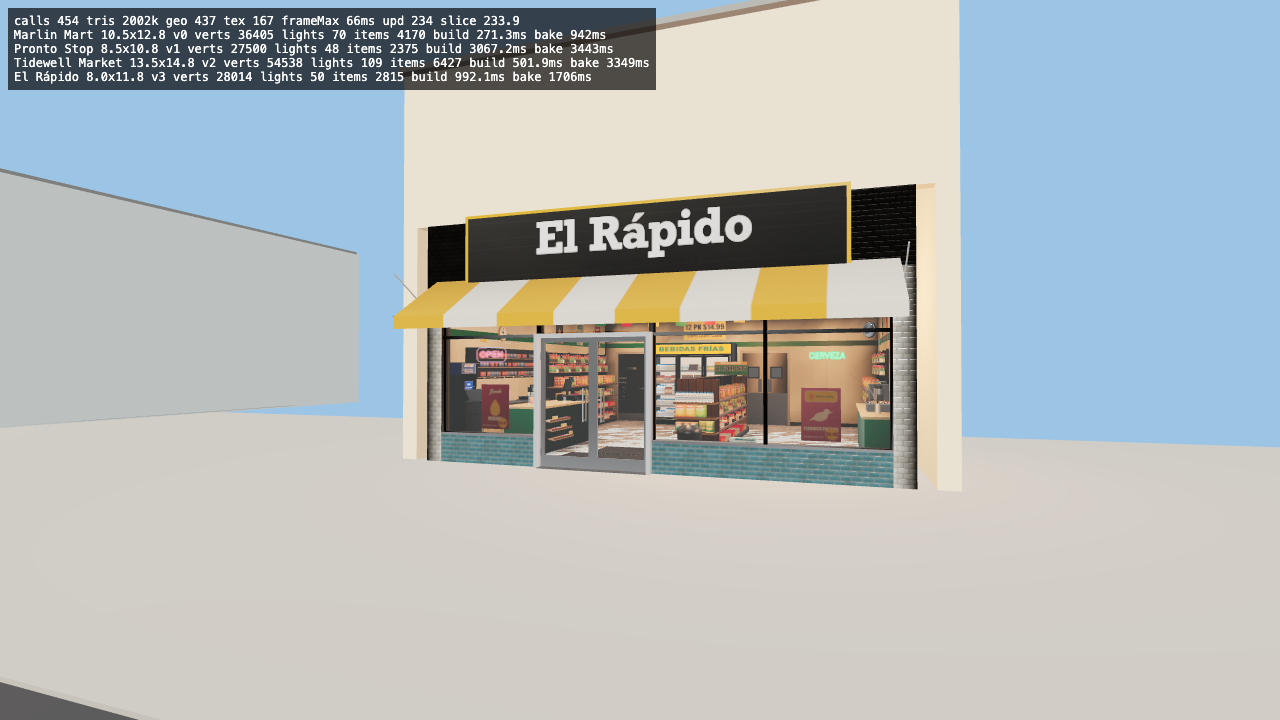 calls 454 tris 2002k geo 437 tex 167 frameMax 66ms upd 234 slice 233.9
Marlin Mart 10.5x12.8 v0 verts 36405 lights 70 items 4170 build 271.3ms bake 942ms
Pronto Stop 8.5x10.8 v1 verts 27500 lights 48 items 2375 build 3067.2ms bake 3443ms
Tidewell Market 13.5x14.8 v2 verts 54538 lights 109 items 6427 build 501.9ms bake 3349ms
El Rápido 8.0x11.8 v3 verts 28014 lights 50 items 2815 build 992.1ms bake 1706ms
El Rápido
12 PK $14.99
BEBIDAS FRÍAS
OPEN
CERVEZA